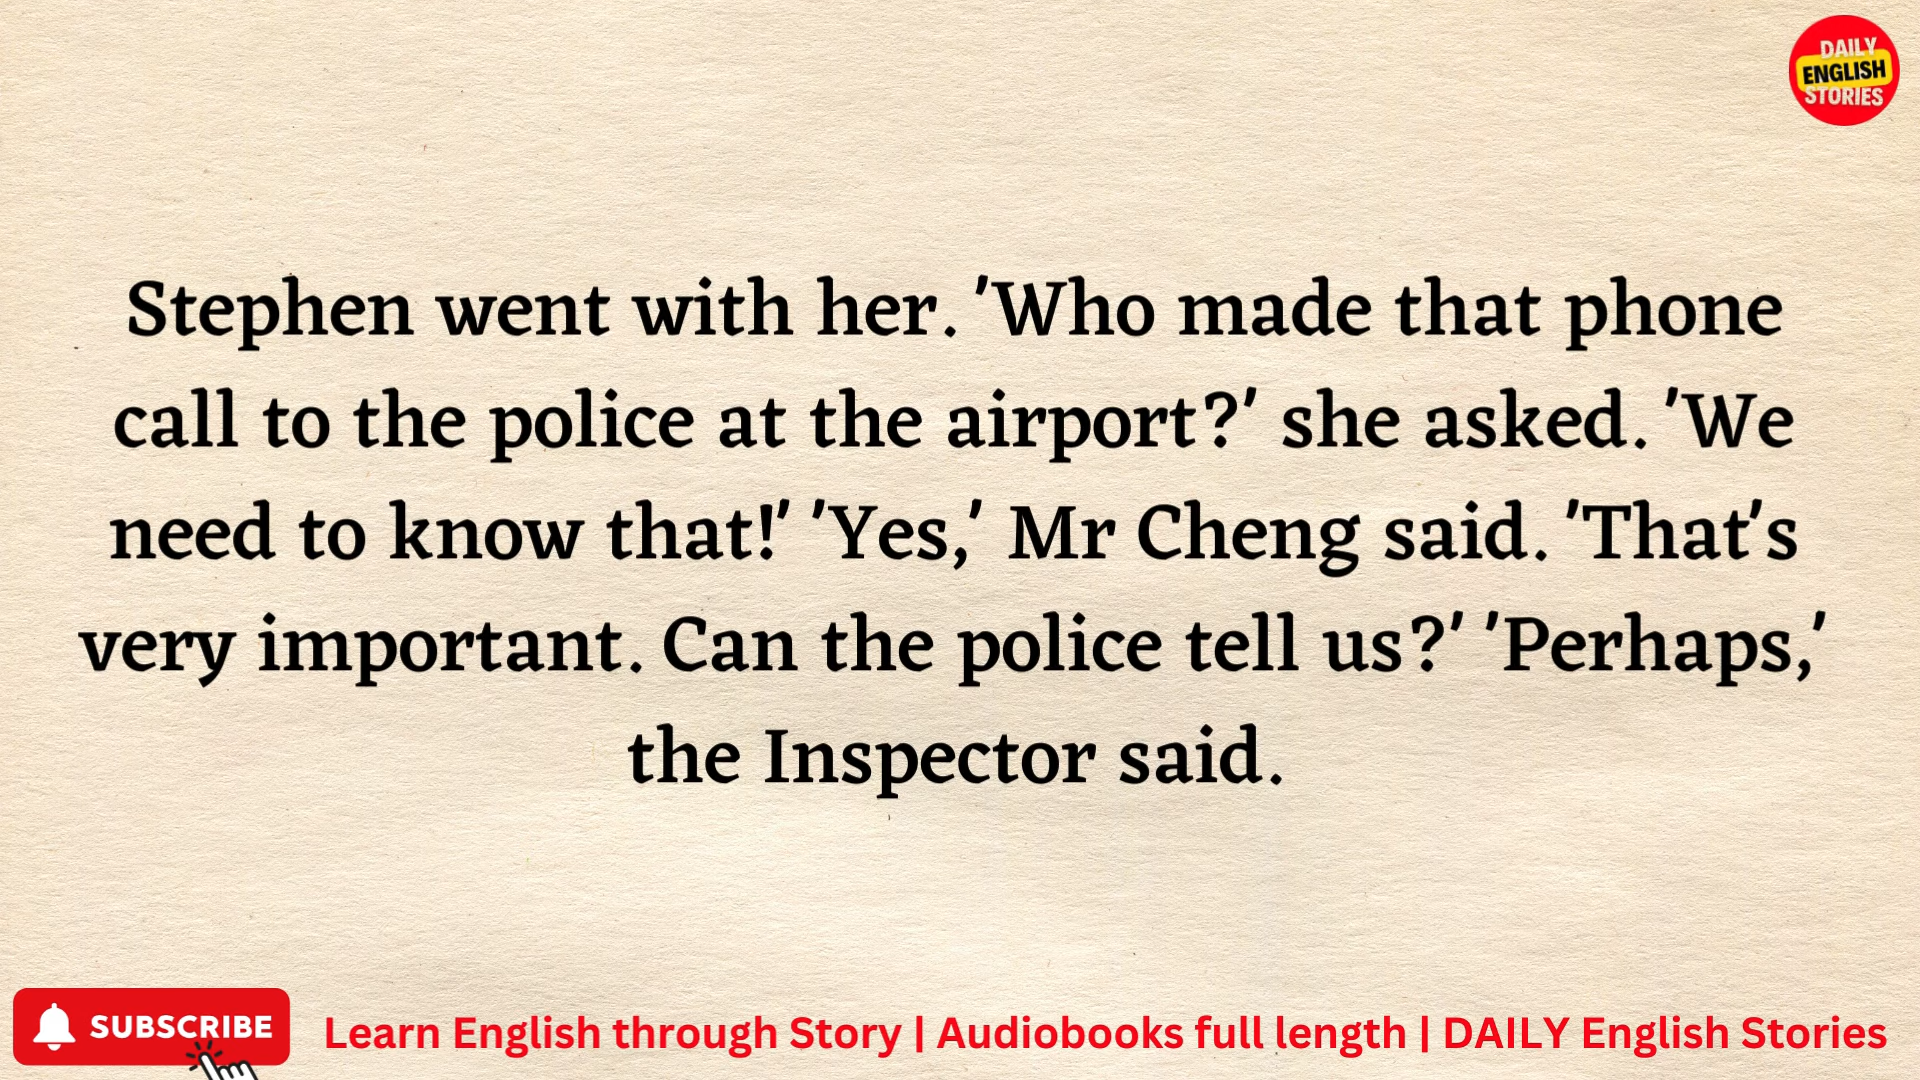 DAILY
ENGLISH
STORIES
Stephen went with her. 'Who made that phone
call to the police at the airport?' she asked. 'We
need to know that!' 'Yes,' Mr Cheng said. 'That's
very important. Can the police tell us?' 'Perhaps,'
the Inspector said.
SUBSCRIBE
Learn English through Story | Audiobooks full length | DAILY English Stories